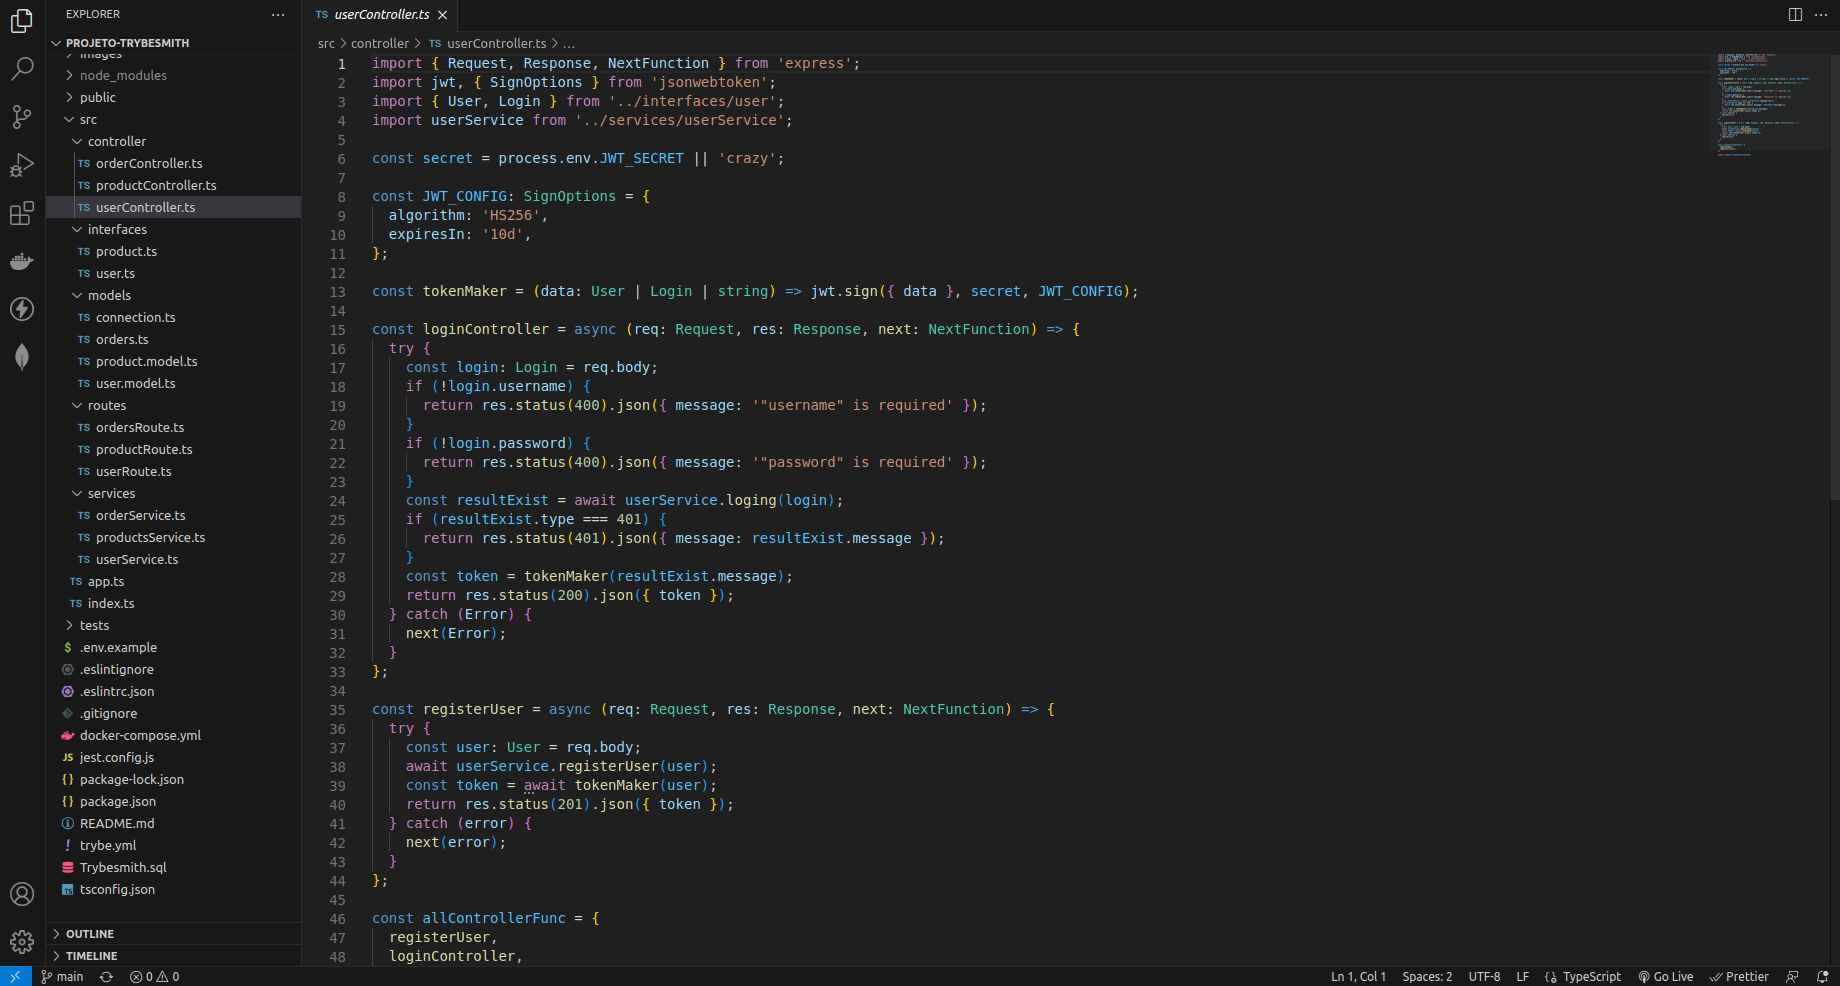 EXPLORER
PROJETO-TRYBESMITH
images
node_modules
public
src
controller
TS orderController.ts
TS productController.ts
TS userController.ts
interfaces
TS product.ts
TS user.ts
models
TS connection.ts
TS orders.ts
TS product.model.ts
TS user.model.ts
routes
TS ordersRoute.ts
TS productRoute.ts
TS userRoute.ts
services
TS orderService.ts
TS productsService.ts
TS userService.ts
TS app.ts
TS index.ts
tests
$ .env.example
.eslintignore
.eslintrc.json
.gitignore
docker-compose.yml
JS jest.config.js
{} package-lock.json
{} package.json
README.md
! trybe.yml
Trybesmith.sql
TS tsconfig.json
OUTLINE
TIMELINE
TS userController.ts
src > controller > TS userController.ts > ...
1 import { Request, Response, NextFunction } from 'express';
2 import jwt, { SignOptions } from 'jsonwebtoken';
3 import { User, Login } from '../interfaces/user';
4 import userService from '../services/userService';
5
6 const secret = process.env.JWT_SECRET || 'crazy';
7
8 const JWT_CONFIG: SignOptions = {
9 algorithm: 'HS256',
10 expiresIn: '10d',
11 };
12
13 const tokenMaker = (data: User | Login | string) => jwt.sign({ data }, secret, JWT_CONFIG);
14
15 const loginController = async (req: Request, res: Response, next: NextFunction) => {
16 try {
17 const login: Login = req.body;
18 if (!login.username) {
19 return res.status(400).json({ message: '"username" is required' });
20 }
21 if (!login.password) {
22 return res.status(400).json({ message: '"password" is required' });
23 }
24 const resultExist = await userService.loging(login);
25 if (resultExist.type === 401) {
26 return res.status(401).json({ message: resultExist.message });
27 }
28 const token = tokenMaker(resultExist.message);
29 return res.status(200).json({ token });
30 } catch (Error) {
31 next(Error);
32 }
33 };
34
35 const registerUser = async (req: Request, res: Response, next: NextFunction) => {
36 try {
37 const user: User = req.body;
38 await userService.registerUser(user);
39 const token = await tokenMaker(user);
40 return res.status(201).json({ token });
41 } catch (error) {
42 next(error);
43 }
44 };
45
46 const allControllerFunc = {
47 registerUser,
48 loginController,
main 0 0 Ln 1, Col 1 Spaces: 2 UTF-8 LF TypeScript Go Live Prettier